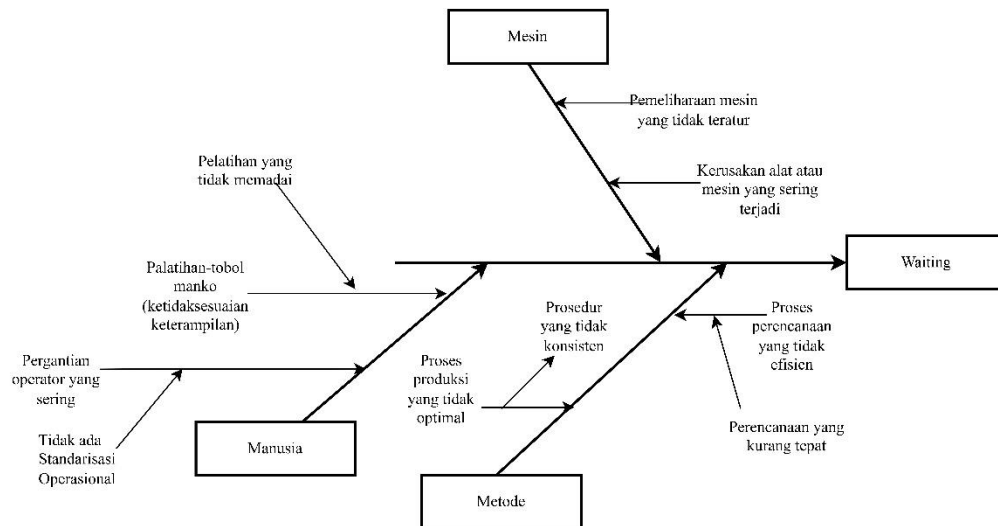 Mesin
Pemeliharaan mesin
yang tidak teratur
Pelatihan yang
tidak memadai
Kerusakan alat atau
mesin yang sering
terjadi
Waiting
Palatihan-tobol
manko
(ketidaksesuaian
keterampilan)
Prosedur
yang tidak
konsisten
Proses
perencanaan
yang tidak
efisien
Pergantian
operator yang
sering
Proses
produksi
yang tidak
optimal
Tidak ada
Standarisasi
Operasional
Manusia
Perencanaan yang
kurang tepat
Metode